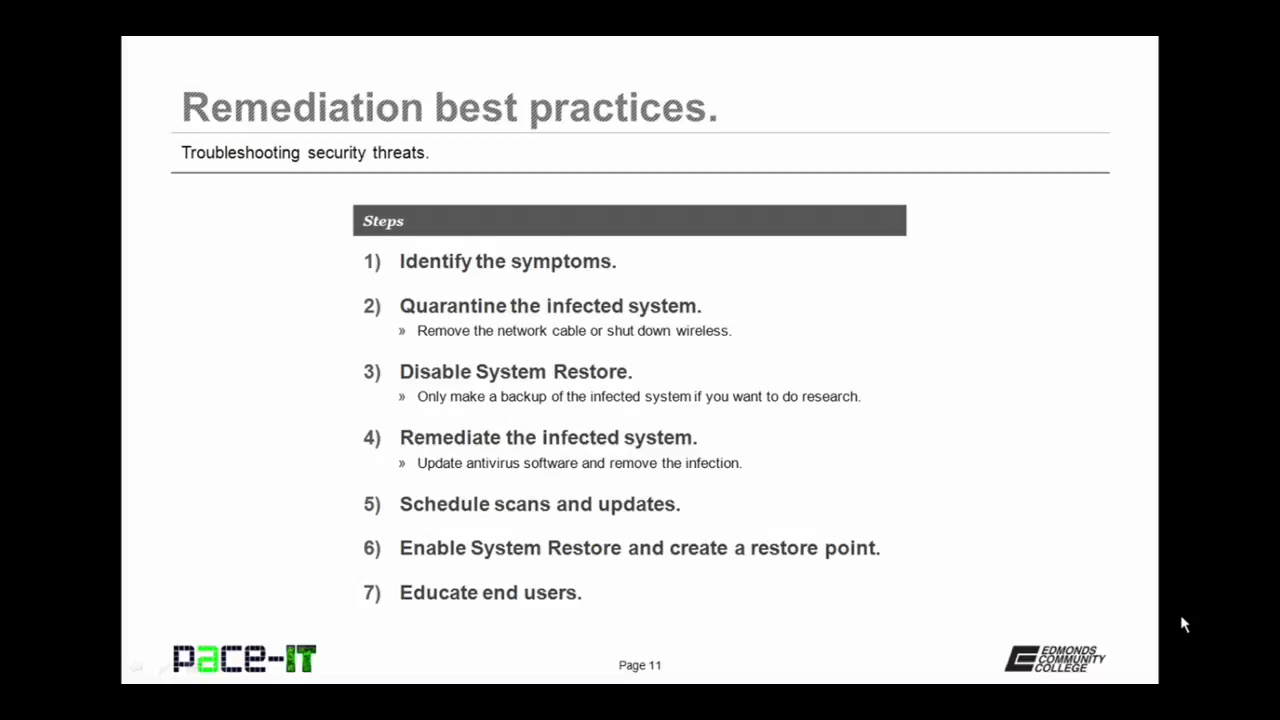 Remediation best practices.
Troubleshooting security threats.
Steps
1) Identify the symptoms.
2) Quarantine the infected system.
» Remove the network cable or shut down wireless.
3) Disable System Restore.
» Only make a backup of the infected system if you want to do research.
4) Remediate the infected system.
» Update antivirus software and remove the infection.
5) Schedule scans and updates.
6) Enable System Restore and create a restore point.
7) Educate end users.
pace-IT
Page 11
EDMONDS
COMMUNITY
COLLEGE